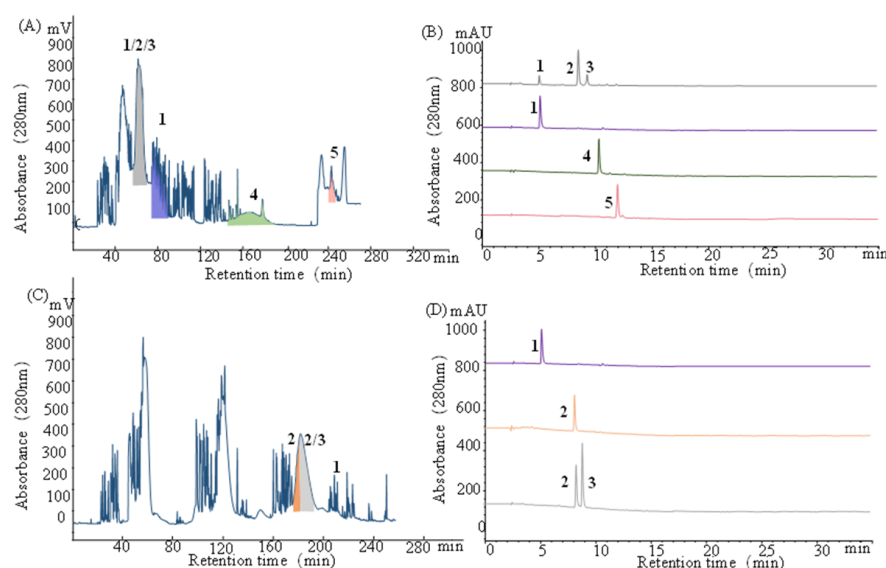 (A) mV
900
800
700
600
500
400
300
200
100
Absorbance (280nm)
1/2/3
1
4
5
40 80 120 160 200 240 280 320 min
Retention time (min)
(B) mAU
1000
800
600
400
200
0
Absorbance (280nm)
1 2 3
1
4
5
0 5 10 15 20 25 30 min
Retention time (min)
(C) mV
900
800
700
600
500
400
300
200
100
0
Absorbance (280nm)
2 2/3
1
40 80 120 160 200 240 280 min
Retention time (min)
(D) mAU
1000
800
600
400
200
0
Absorbance (280nm)
1
2
2 3
0 5 10 15 20 25 30 min
Retention time (min)